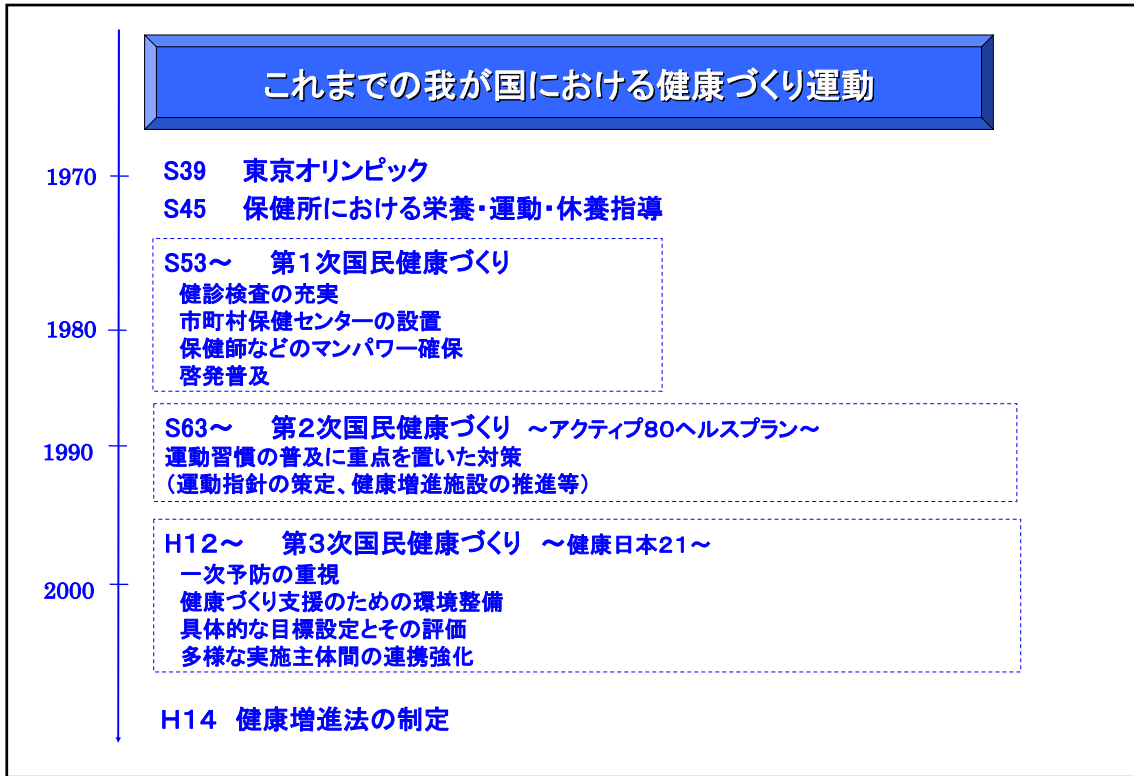 これまでの我が国における健康づくり運動
1970
S39 東京オリンピック
S45 保健所における栄養・運動・休養指導
S53～ 第１次国民健康づくり
健診検査の充実
市町村保健センターの設置
1980
保健師などのマンパワー確保
啓発普及
S63～ 第２次国民健康づくり ～アクティブ８０ヘルスプラン～
1990
運動習慣の普及に重点を置いた対策
（運動指針の策定、健康増進施設の推進等）
H１２～ 第３次国民健康づくり ～健康日本２１～
一次予防の重視
2000
健康づくり支援のための環境整備
具体的な目標設定とその評価
多様な実施主体間の連携強化
H１４ 健康増進法の制定